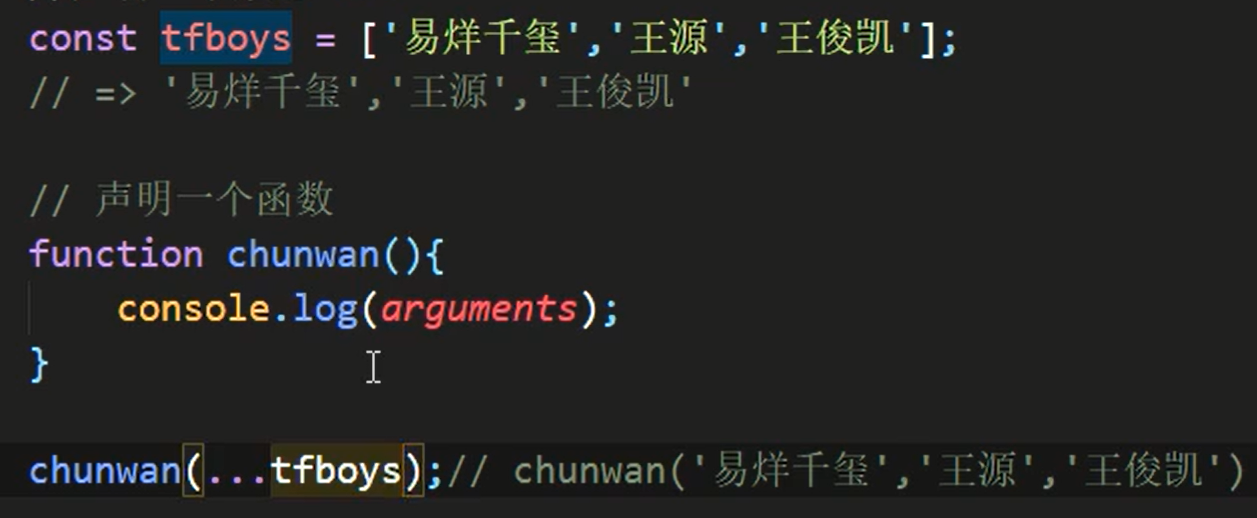 const tfboys = ['易烊千玺','王源','王俊凯'];
// => '易烊千玺','王源','王俊凯'
// 声明一个函数
function chunwan(){
console.log(arguments);
}
chunwan(...tfboys);// chunwan('易烊千玺','王源','王俊凯')